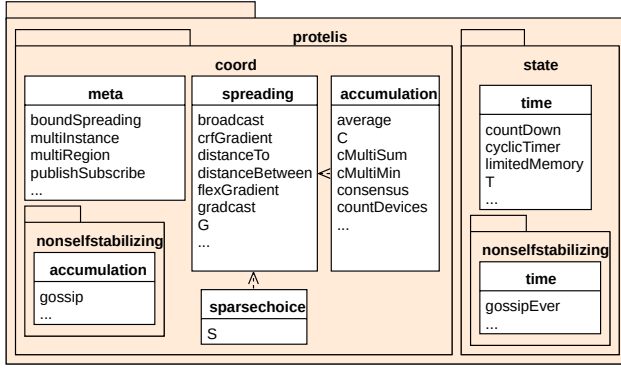 protelis
coord
meta
boundSpreading
multiInstance
multiRegion
publishSubscribe
...
spreading
broadcast
crfGradient
distanceTo
distanceBetween
flexGradient
gradcast
G
...
accumulation
average
C
cMultiSum
cMultiMin
consensus
countDevices
...
nonselfstabilizing
accumulation
gossip
...
sparsechoice
S
state
time
countDown
cyclicTimer
limitedMemory
T
...
nonselfstabilizing
time
gossipEver
...